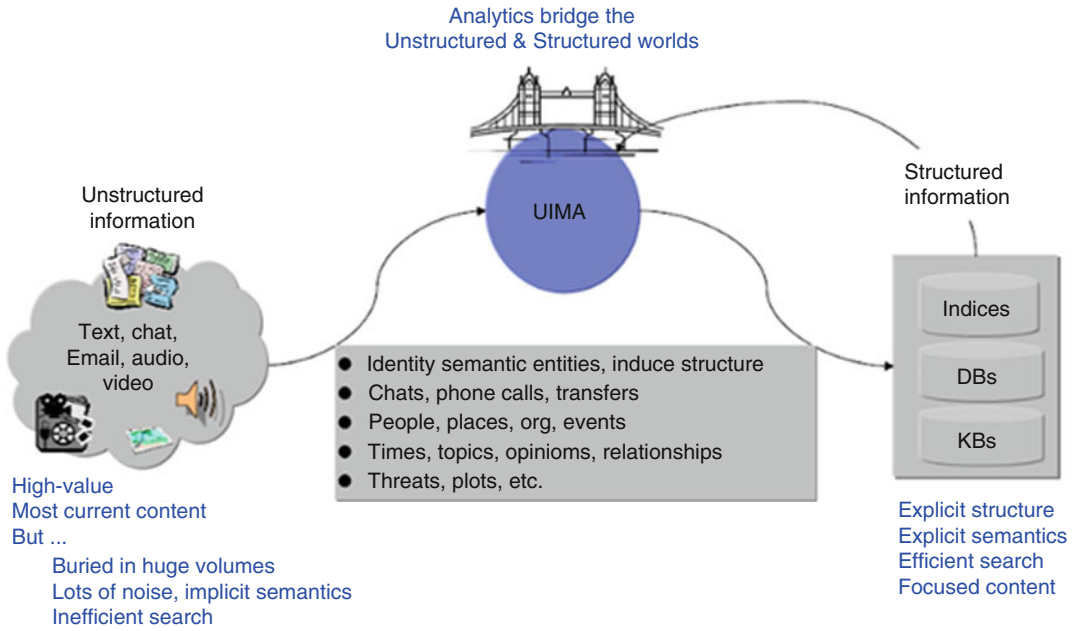 Analytics bridge the
Unstructured & Structured worlds
Unstructured
information
Text, chat,
Email, audio,
video
High-value
Most current content
But ...
Buried in huge volumes
Lots of noise, implicit semantics
Inefficient search
UIMA
Identity semantic entities, induce structure
Chats, phone calls, transfers
People, places, org, events
Times, topics, opinioms, relationships
Threats, plots, etc.
Structured
information
Indices
DBs
KBs
Explicit structure
Explicit semantics
Efficient search
Focused content